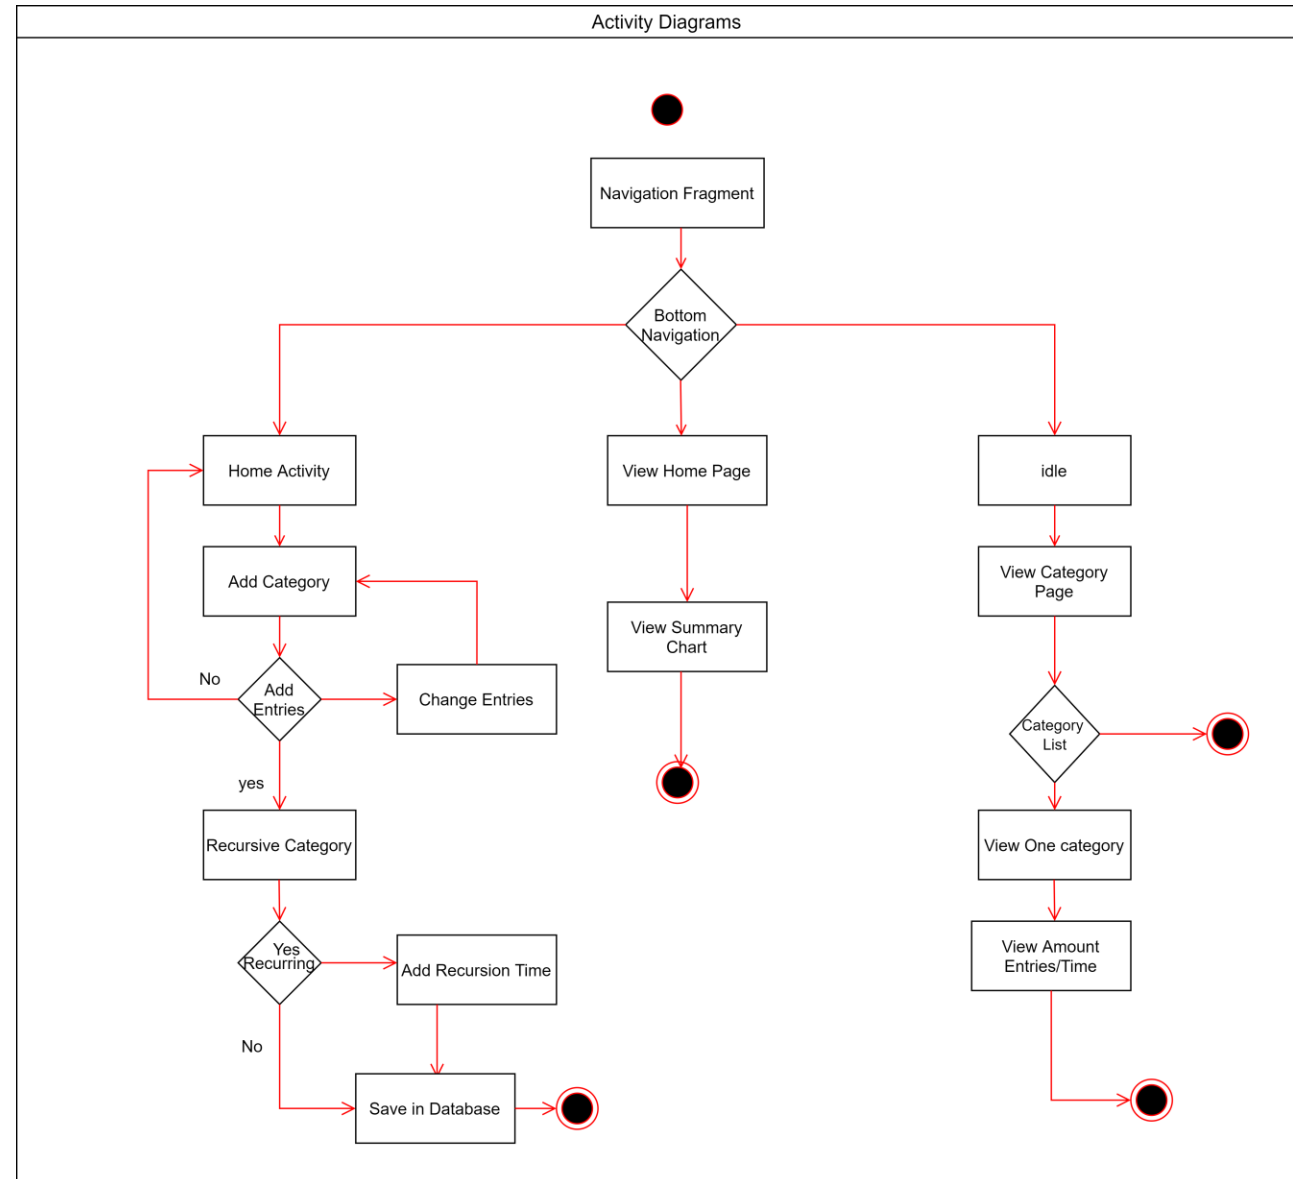 Activity Diagrams
Navigation Fragment
Bottom
Navigation
Home Activity
View Home Page
idle
Add Category
View Category
Page
View Summary
Chart
No
Add
Entries
Change Entries
Category
List
yes
Recursive Category
View One category
Yes
Recurring
Add Recursion Time
View Amount
Entries/Time
No
Save in Database